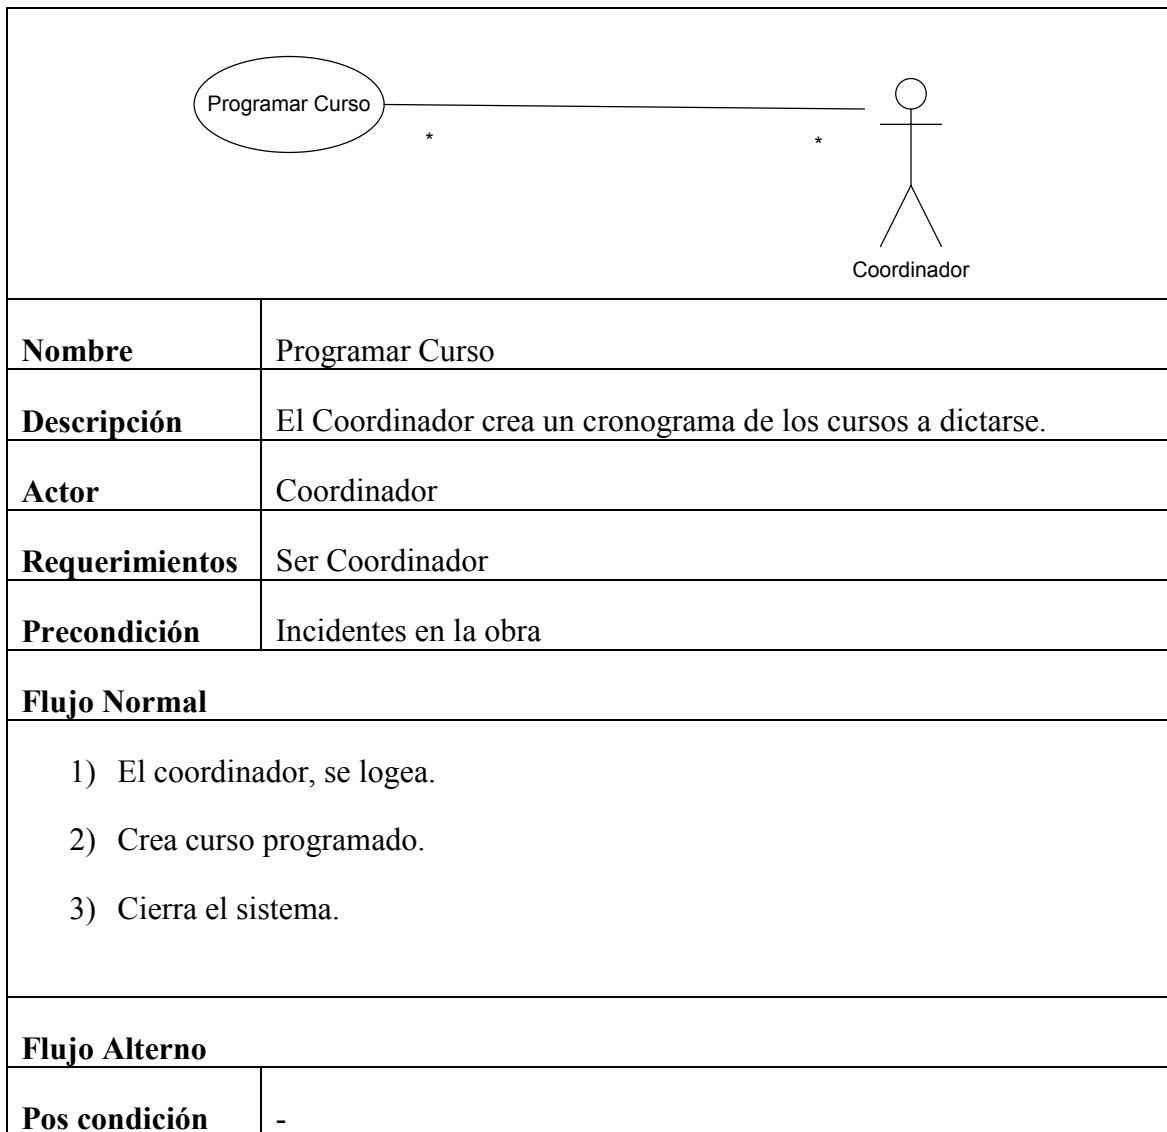 Programar Curso
*
*
Coordinador
Nombre Programar Curso
Descripción El Coordinador crea un cronograma de los cursos a dictarse.
Actor Coordinador
Requerimientos Ser Coordinador
Precondición Incidentes en la obra
Flujo Normal
1) El coordinador, se logea.
2) Crea curso programado.
3) Cierra el sistema.
Flujo Alterno
Pos condición -